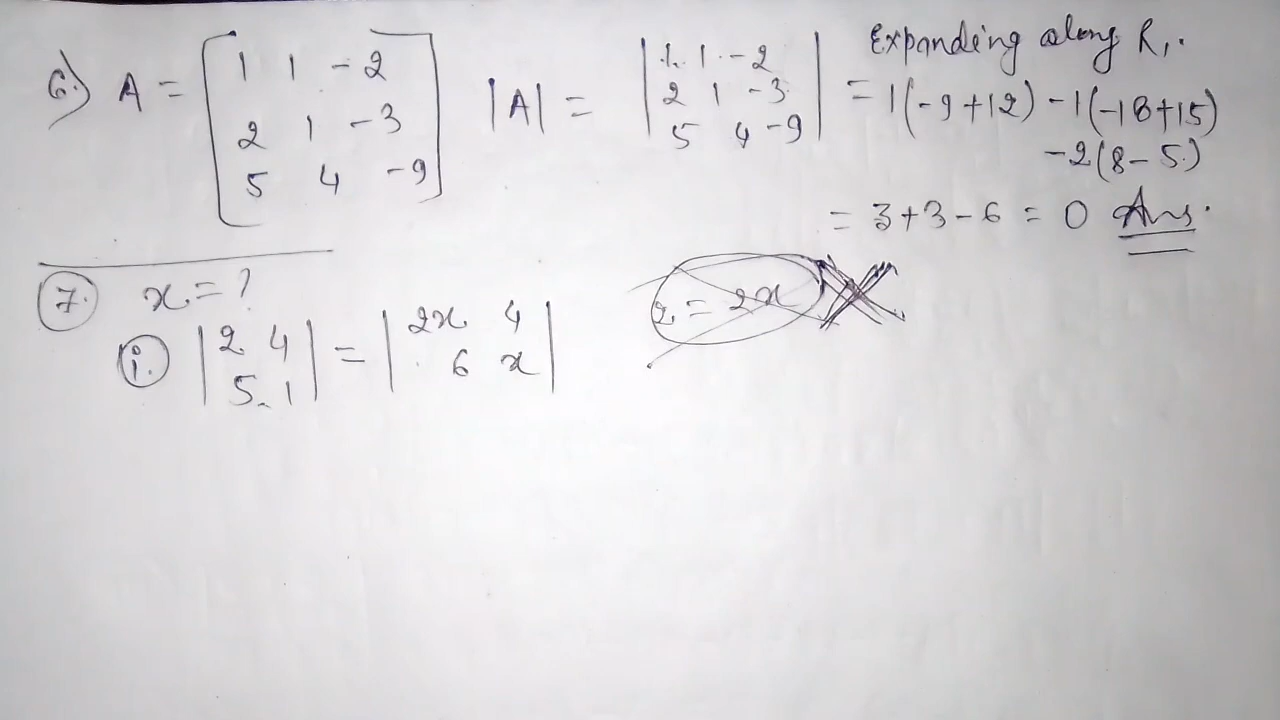 6.) A = [1 1 -2
2 1 -3
5 4 -9] |A| = |1 1 -2
2 1 -3
5 4 -9| Expanding along R₁.
= 1(-9+12) -1(-18+15)
-2(8-5)
= 3+3-6 = 0 Ans.
7. x = ?
2 = 2x
i. |2 4
5 1| = |2x 4
6 x|